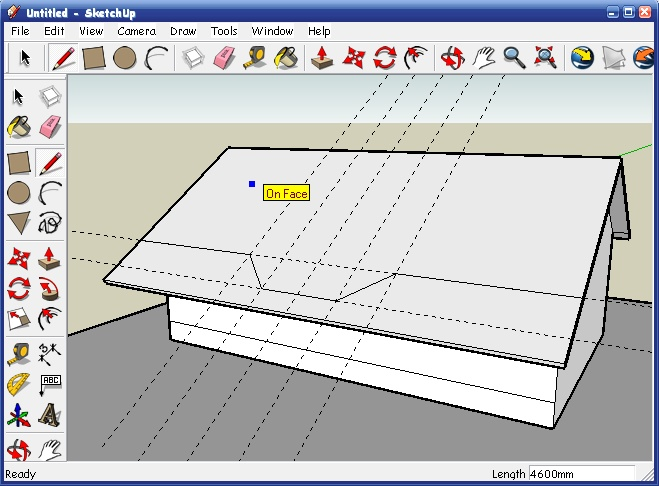 Untitled - SketchUp
File Edit View Camera Draw Tools Window Help
On Face
ABC
Ready Length 4600mm